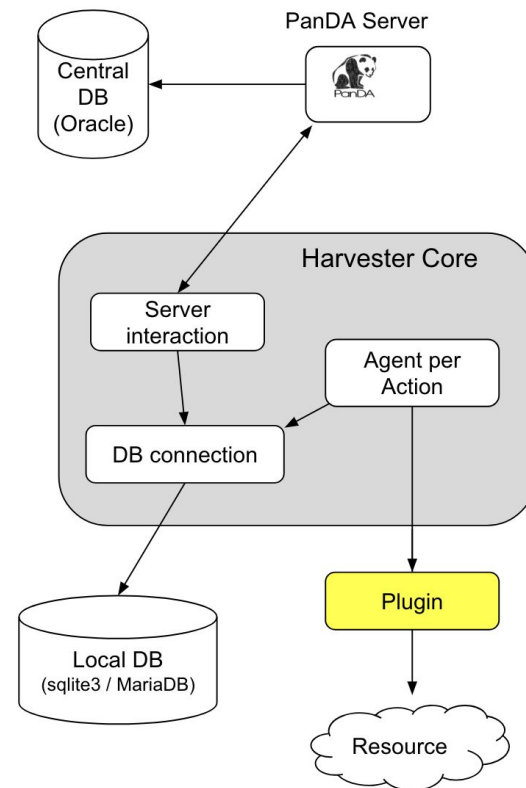 PanDA Server
Central
DB
(Oracle)
PanDA
Harvester Core
Server
interaction
Agent per
Action
DB connection
Plugin
Local DB
(sqlite3 / MariaDB)
Resource